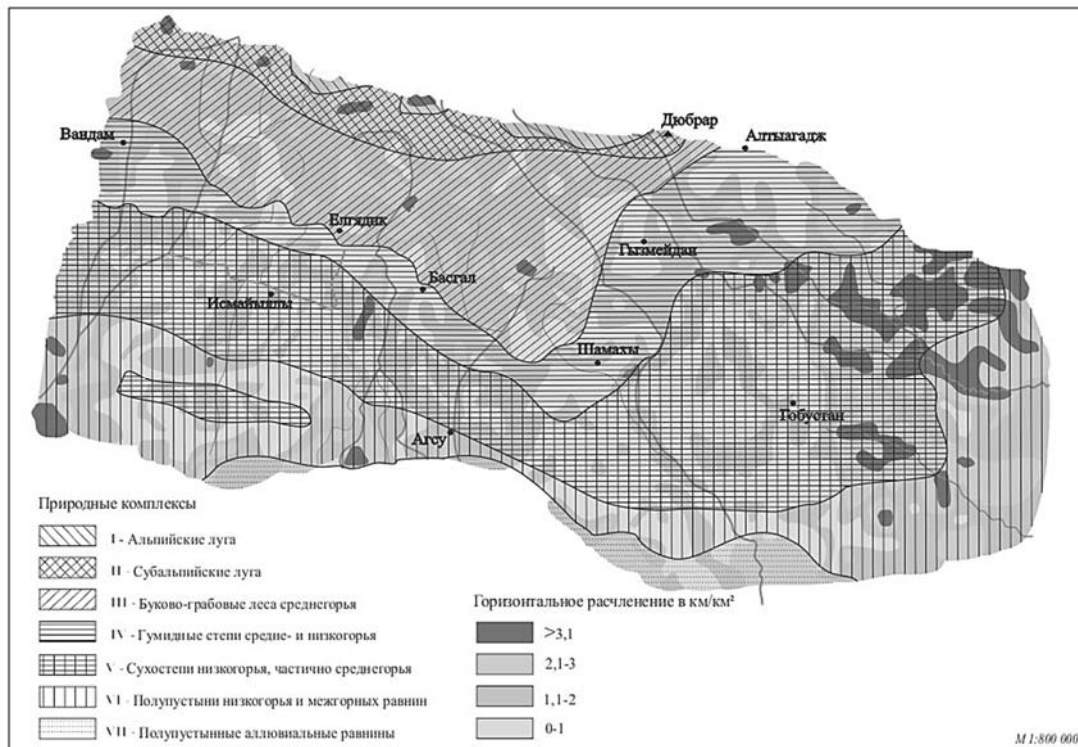 Дюбрар
Алтыагадж
Вандам
Елгядик
Гызмейдан
Басгал
Исмайыллы
Шамахы
Гобустан
Агсу
Природные комплексы
I - Альпийские луга
II - Субальпийские луга
III - Буково-грабовые леса среднегорья
IV - Гумидные степи средне- и низкогорья
V - Сухостепи низкогорья, частично среднегорья
VI - Полупустыни низкогорья и межгорных равнин
VII - Полупустынные аллювиальные равнины
Горизонтальное расчленение в км/км²
>3,1
2,1-3
1,1-2
0-1
М 1:800 000